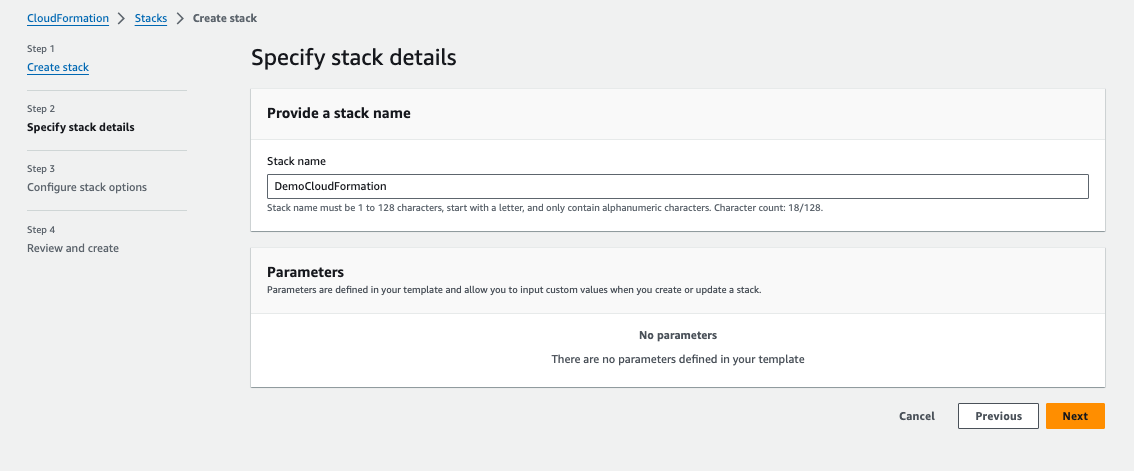 CloudFormation > Stacks > Create stack
Step 1
Create stack
Step 2
Specify stack details
Step 3
Configure stack options
Step 4
Review and create
Specify stack details
Provide a stack name
Stack name
DemoCloudFormation
Stack name must be 1 to 128 characters, start with a letter, and only contain alphanumeric characters. Character count: 18/128.
Parameters
Parameters are defined in your template and allow you to input custom values when you create or update a stack.
No parameters
There are no parameters defined in your template
Cancel Previous Next